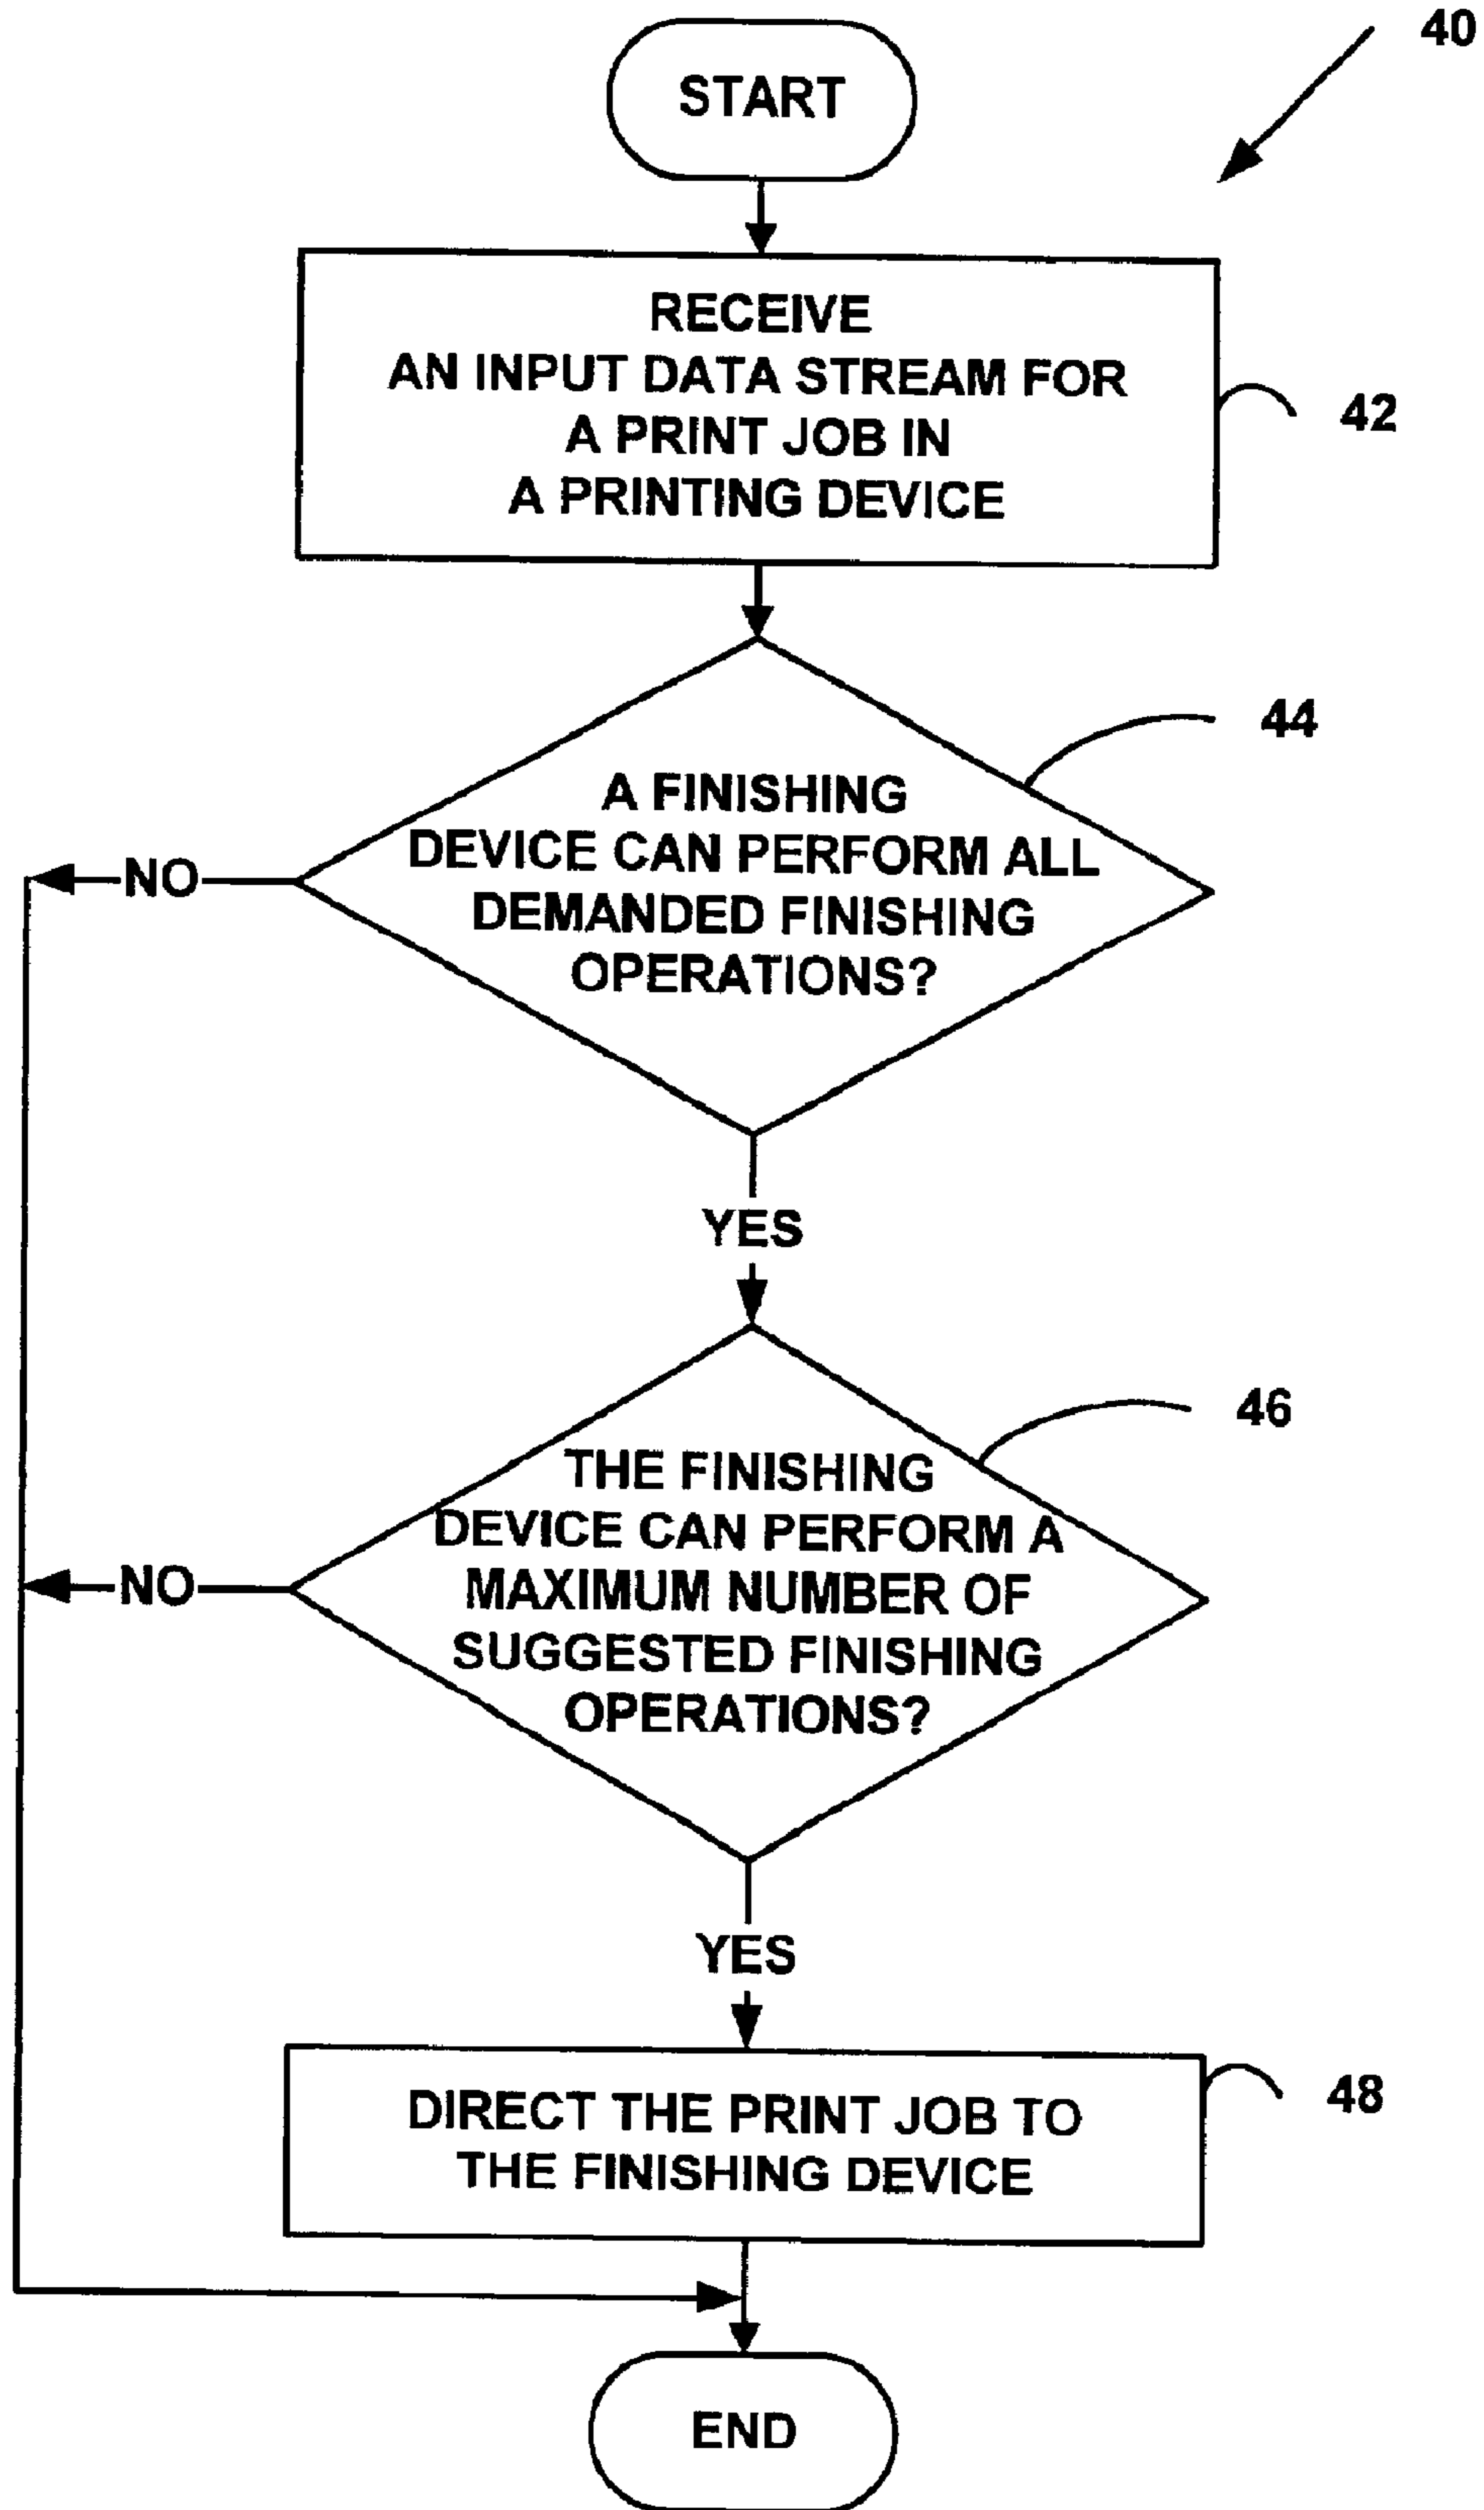 40
START
RECEIVE
AN INPUT DATA STREAM FOR
A PRINT JOB IN
A PRINTING DEVICE
42
44
A FINISHING
DEVICE CAN PERFORM ALL
DEMANDED FINISHING
OPERATIONS?
NO
YES
46
THE FINISHING
DEVICE CAN PERFORM A
MAXIMUM NUMBER OF
SUGGESTED FINISHING
OPERATIONS?
NO
YES
DIRECT THE PRINT JOB TO
THE FINISHING DEVICE
48
END